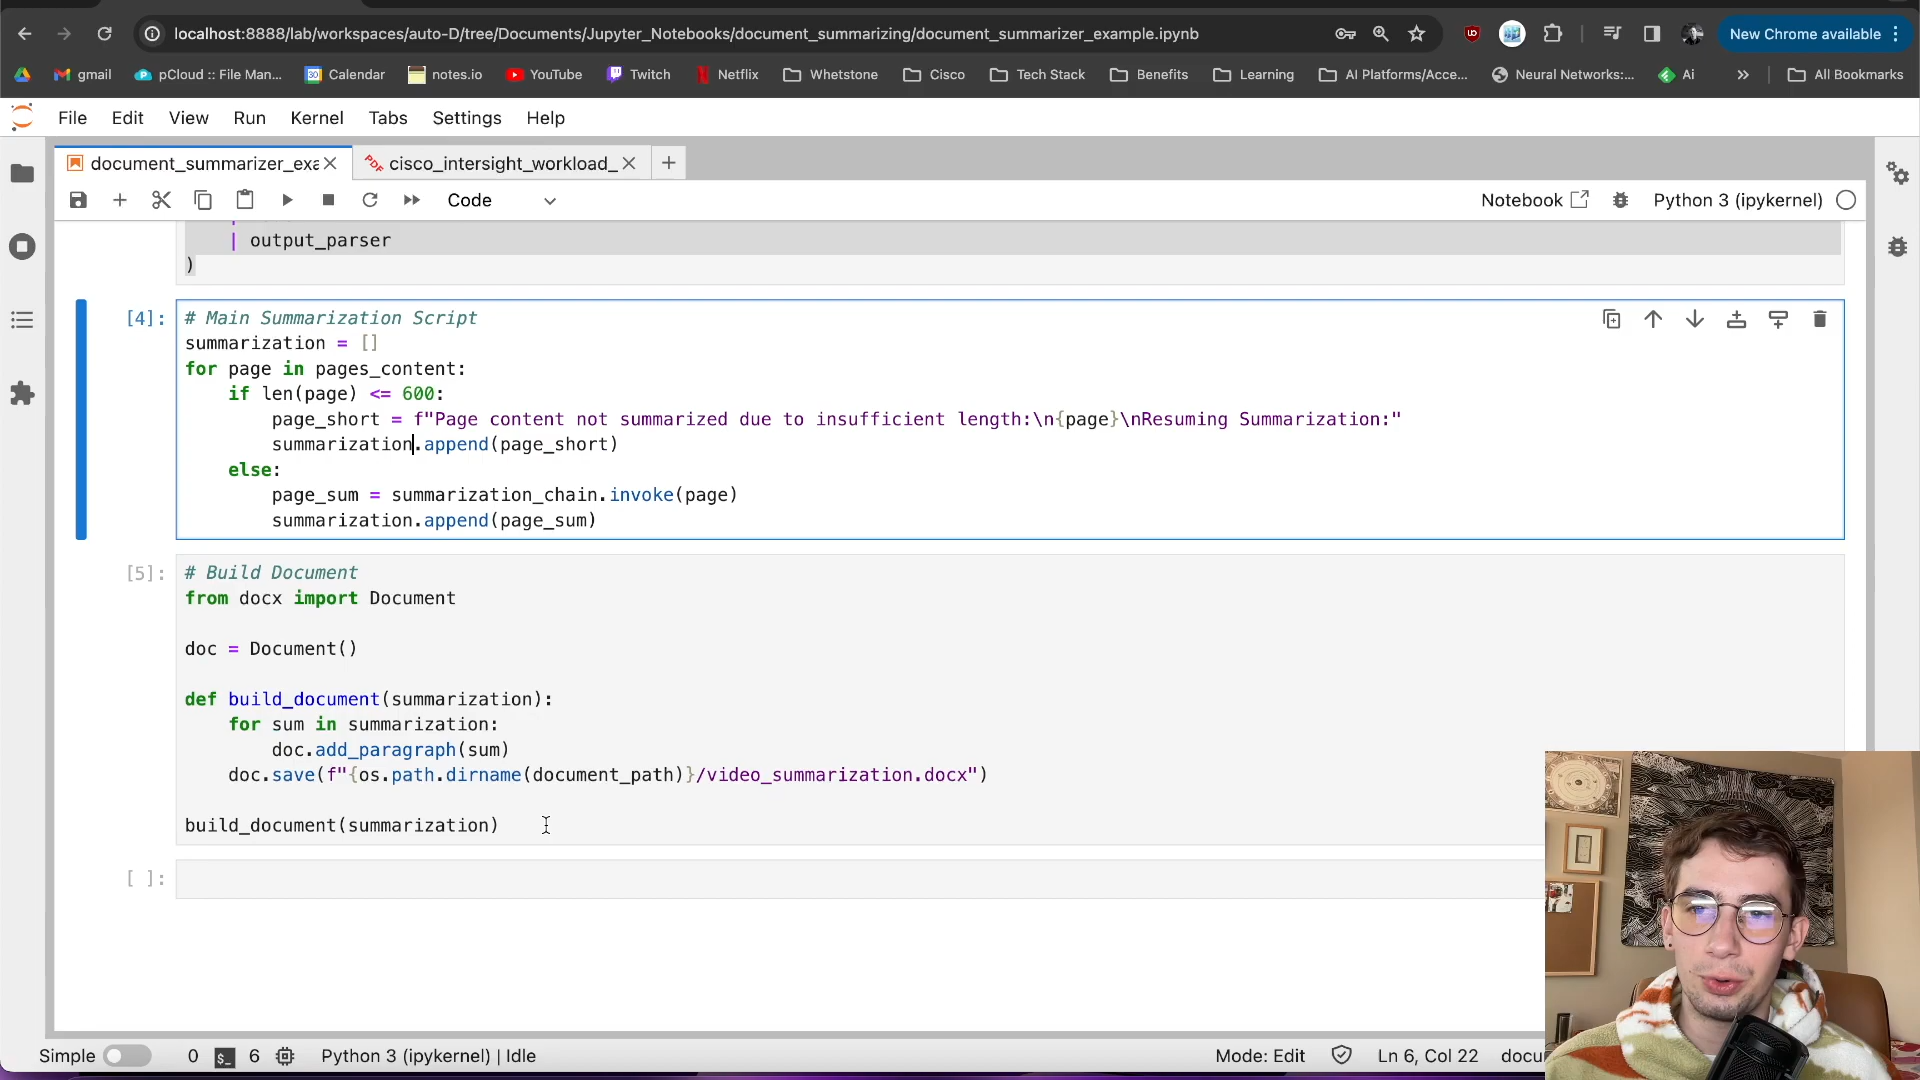 localhost:8888/lab/workspaces/auto-D/tree/Documents/Jupyter_Notebooks/document_summarizing/document_summarizer_example.ipynb
New Chrome available
gmail
pCloud :: File Man...
Calendar
notes.io
YouTube
Twitch
Netflix
Whetstone
Cisco
Tech Stack
Benefits
Learning
AI Platforms/Acce...
Neural Networks:...
Ai
All Bookmarks
File Edit View Run Kernel Tabs Settings Help
document_summarizer_exa
cisco_intersight_workload_
Code
Notebook
Python 3 (ipykernel)
| output_parser
)
[4]:
# Main Summarization Script
summarization = []
for page in pages_content:
if len(page) <= 600:
page_short = f"Page content not summarized due to insufficient length:\n{page}\nResuming Summarization:"
summarization.append(page_short)
else:
page_sum = summarization_chain.invoke(page)
summarization.append(page_sum)
[5]:
# Build Document
from docx import Document
doc = Document()
def build_document(summarization):
for sum in summarization:
doc.add_paragraph(sum)
doc.save(f"{os.path.dirname(document_path)}/video_summarization.docx")
build_document(summarization)
[ ]:
Simple
0
6
Python 3 (ipykernel) | Idle
Mode: Edit
Ln 6, Col 22
docu